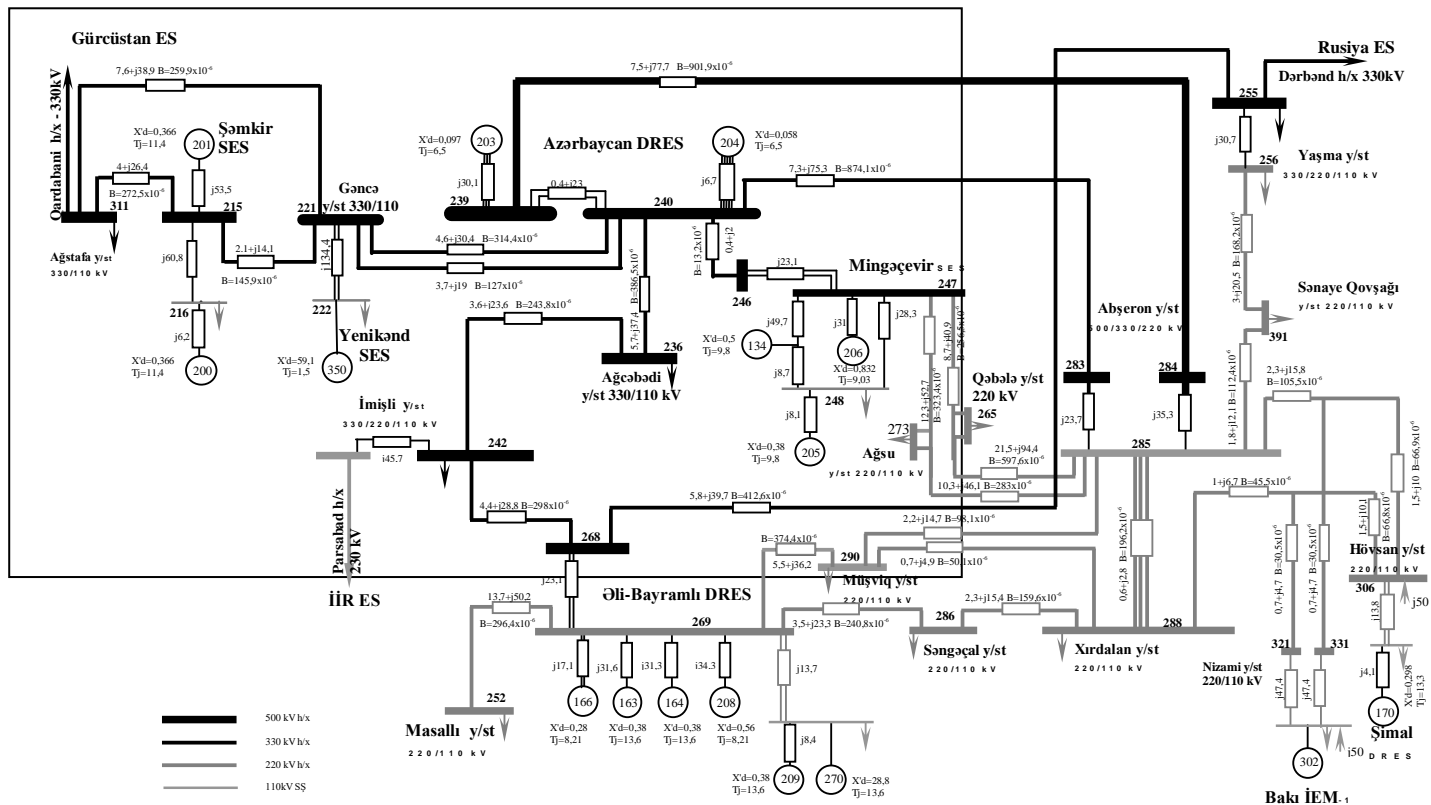 Gürcüstan ES
7,6+j38,9 B=259,9x10⁻⁶
Qardabani h/x - 330kV
X'd=0,366
Tj=11,4
201
Şəmkir
SES
4+j26,4
B=272,5x10⁻⁶
j53,5
311
215
Ağstafa y/st
330/110 kV
j60,8
2.1+j14,1
B=145,9x10⁻⁶
216
j6,2
200
X'd=0,366
Tj=11,4
Gəncə
y/st 330/110
221
j134,4
222
Yenikənd
SES
X'd=59,1
Tj=1,5
350
7,5+j77,7 B=901,9x10⁻⁶
X'd=0,097
Tj=6,5
203
j30,1
239
Azərbaycan DRES
0,4+j23
204
X'd=0,058
Tj=6,5
j6,7
240
7,3+j75,3 B=874,1x10⁻⁶
4,6+j30,4 B=314,4x10⁻⁶
3,7+j19 B=127x10⁻⁶
B=386,5x10⁻⁶
5,7+j37,4
B=13,2x10⁻⁶
0,4+j2
3,6+j23,6 B=243,8x10⁻⁶
236
Ağcəbədi
y/st 330/110 kV
246
j23,1
Mingəçevir SES
247
j49,7
j31
j28,3
134
X'd=0,5
Tj=9,8
206
X'd=0,832
Tj=9,03
j8,7
248
j8,1
205
X'd=0,38
Tj=9,8
12,3+j52,7
B=323,4x10⁻⁶
8,7+j40,9
B=256,5x10⁻⁶
Qəbələ y/st
220 kV
265
273
Ağsu
y/st 220/110 kV
21,5+j94,4
B=597,6x10⁻⁶
10,3+j46,1 B=283x10⁻⁶
İmişli y/st
330/220/110 kV
j45.7
242
Parsabad h/x
230 kV
İİR ES
4,4+j28,8 B=298x10⁻⁶
268
5,8+j39,7 B=412,6x10⁻⁶
j23,1
Əli-Bayramlı DRES
13,7+j50,2
B=296,4x10⁻⁶
252
Masallı y/st
220/110 kV
269
j17,1
j31,6
j31,3
j34.3
166
163
164
208
X'd=0,28
Tj=8,21
X'd=0,38
Tj=13,6
X'd=0,38
Tj=13,6
X'd=0,56
Tj=8,21
j13,7
j8,4
209
270
X'd=0,38
Tj=13,6
X'd=28,8
Tj=13,6
B=374,4x10⁻⁶
5,5+j36,2
290
Müşviq y/st
220/110 kV
2,2+j14,7 B=98,1x10⁻⁶
0,7+j4,9 B=50,1x10⁻⁶
3,5+j23,3 B=240,8x10⁻⁶
286
Səngəçal y/st
220/110 kV
2,3+j15,4 B=159,6x10⁻⁶
288
Xırdalan y/st
220/110 kV
0,6+j2,8 B=196,2x10⁻⁶
Rusiya ES
Dərbənd h/x 330kV
255
j30,7
256
Yaşma y/st
330/220/110 kV
3+j20,5 B=168,2x10⁻⁶
Sənaye Qovşağı
y/st 220/110 kV
391
Abşeron y/st
500/330/220 kV
283
284
j23,7
j35,3
285
1,8+j12,1 B=112,4x10⁻⁶
2,3+j15,8
B=105,5x10⁻⁶
1+j6,7 B=45,5x10⁻⁶
1,5+j10,1
B=66,8x10⁻⁶
1,5+j10 B=66,9x10⁻⁶
0,7+j4,7 B=30,5x10⁻⁶
0,7+j4,7 B=30,5x10⁻⁶
Hövsan y/st
220/110 kV
306
j50
j13,8
j4,1
X'd=0,298
Tj=13,3
170
Şimal
DRES
321
331
Nizami y/st
220/110 kV
j47,4
j47,4
j50
302
Bakı İEM-1
500 kV h/x
330 kV h/x
220 kV h/x
110kV SŞ